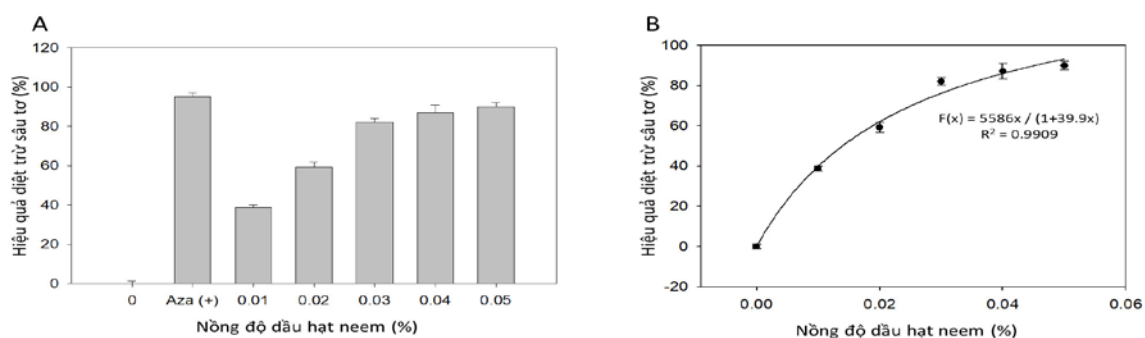 A
Hiệu quả diệt trừ sâu tơ (%)
120
100
80
60
40
20
0
0 Aza (+) 0.01 0.02 0.03 0.04 0.05
Nồng độ dầu hạt neem (%)
B
Hiệu quả diệt trừ sâu tơ (%)
100
80
60
40
20
0
-20
F(x) = 5586x / (1+39.9x)
R² = 0.9909
0.00 0.02 0.04 0.06
Nồng độ dầu hạt neem (%)